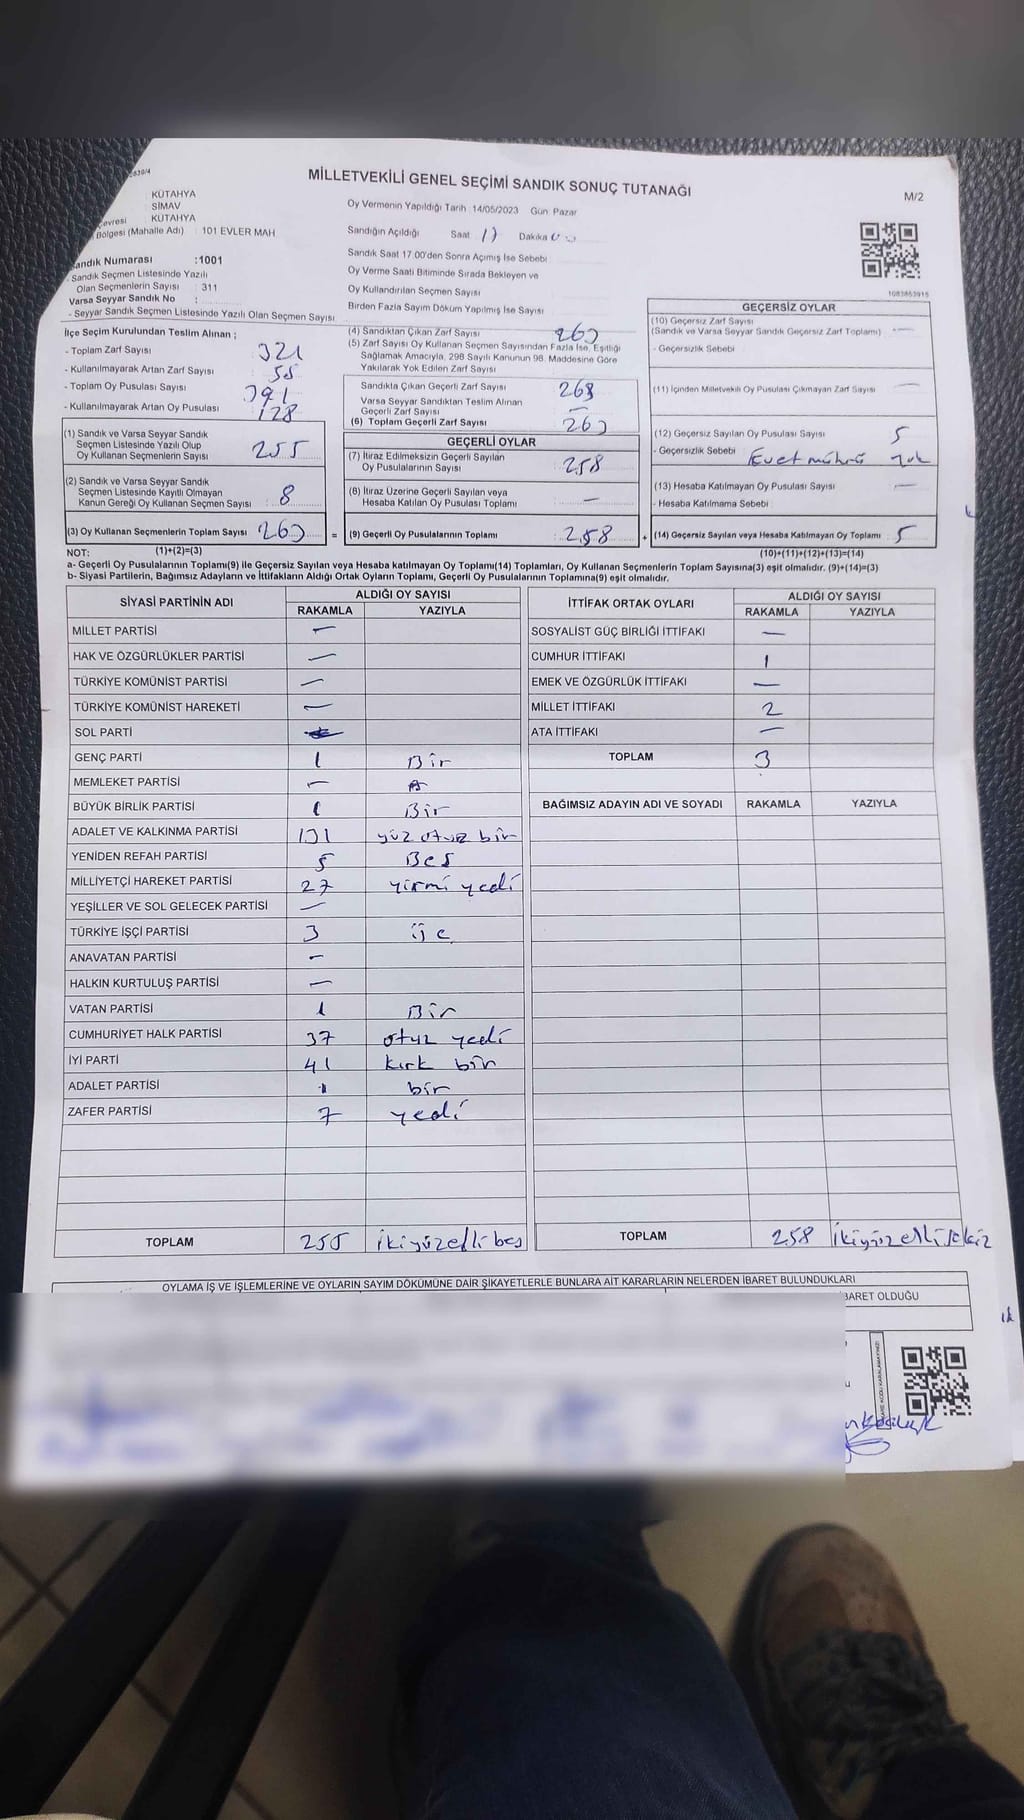 MİLLETVEKİLİ GENEL SEÇİMİ SANDIK SONUÇ TUTANAĞI
M/2
KÜTAHYA
SİMAV
KÜTAHYA
Bölgesi (Mahalle Adı) : 101 EVLER MAH
Sandık Numarası :1001
- Sandık Seçmen Listesinde Yazılı
Olan Seçmenlerin Sayısı : 311
Varsa Seyyar Sandık No :
- Seyyar Sandık Seçmen Listesinde Yazılı Olan Seçmen Sayısı
Oy Vermenin Yapıldığı Tarih : 14/05/2023 Gün: Pazar
Sandığın Açıldığı Saat 17 Dakika 00
Sandık Saat 17.00'den Sonra Açımış İse Sebebi
Oy Verme Saati Bitiminde Sırada Bekleyen ve
Oy Kullandırılan Seçmen Sayısı
Birden Fazla Sayım Döküm Yapılmış İse Sayısı
1083853915
İlçe Seçim Kurulundan Teslim Alınan ;
- Toplam Zarf Sayısı 321
- Kullanılmayarak Artan Zarf Sayısı 58
- Toplam Oy Pusulası Sayısı 391
- Kullanılmayarak Artan Oy Pusulası 128
(1) Sandık ve Varsa Seyyar Sandık
Seçmen Listesinde Yazılı Olup
Oy Kullanan Seçmenlerin Sayısı 255
(2) Sandık ve Varsa Seyyar Sandık
Seçmen Listesinde Kayıtlı Olmayan
Kanun Gereği Oy Kullanan Seçmen Sayısı 8
(3) Oy Kullanan Seçmenlerin Toplam Sayısı 263 =
(4) Sandıktan Çıkan Zarf Sayısı 263
(5) Zarf Sayısı Oy Kullanan Seçmen Sayısından Fazla İse, Eşitliği
Sağlamak Amacıyla, 298 Sayılı Kanunun 98. Maddesine Göre
Yakılarak Yok Edilen Zarf Sayısı
Sandıkla Çıkan Geçerli Zarf Sayısı 263
Varsa Seyyar Sandıktan Teslim Alınan
Geçerli Zarf Sayısı —
(6) Toplam Geçerli Zarf Sayısı 263
GEÇERLİ OYLAR
(7) İtiraz Edilmeksizin Geçerli Sayılan
Oy Pusulalarının Sayısı 258
(8) İtiraz Üzerine Geçerli Sayılan veya
Hesaba Katılan Oy Pusulası Toplamı —
(9) Geçerli Oy Pusulalarının Toplamı : 258 +
GEÇERSİZ OYLAR
(10) Geçersiz Zarf Sayısı
(Sandık ve Varsa Seyyar Sandık Geçersiz Zarf Toplamı) —
- Geçersizlik Sebebi
(11) İçinden Milletvekili Oy Pusulası Çıkmayan Zarf Sayısı —
(12) Geçersiz Sayılan Oy Pusulası Sayısı 5
- Geçersizlik Sebebi Evet mührü yok
(13) Hesaba Katılmayan Oy Pusulası Sayısı —
- Hesaba Katılmama Sebebi
(14) Geçersiz Sayılan veya Hesaba Katılmayan Oy Toplamı 5
NOT: (1)+(2)=(3) (10)+(11)+(12)+(13)=(14)
a- Geçerli Oy Pusulalarının Toplamı(9) ile Geçersiz Sayılan veya Hesaba katılmayan Oy Toplamı(14) Toplamları, Oy Kullanan Seçmenlerin Toplam Sayısına(3) eşit olmalıdır. (9)+(14)=(3)
b- Siyasi Partilerin, Bağımsız Adayların ve İttifakların Aldığı Ortak Oyların Toplamı, Geçerli Oy Pusulalarının Toplamına(9) eşit olmalıdır.
SİYASİ PARTİNİN ADI ALDIĞI OY SAYISI
RAKAMLA YAZIYLA
MİLLET PARTİSİ —
HAK VE ÖZGÜRLÜKLER PARTİSİ —
TÜRKİYE KOMÜNİST PARTİSİ —
TÜRKİYE KOMÜNİST HAREKETİ —
SOL PARTİ
GENÇ PARTİ 1 Bir
MEMLEKET PARTİSİ —
BÜYÜK BİRLİK PARTİSİ 1 Bir
ADALET VE KALKINMA PARTİSİ 131 yüz otuz bir
YENİDEN REFAH PARTİSİ 5 Beş
MİLLİYETÇİ HAREKET PARTİSİ 27 yirmi yedi
YEŞİLLER VE SOL GELECEK PARTİSİ —
TÜRKİYE İŞÇİ PARTİSİ 3 üç
ANAVATAN PARTİSİ —
HALKIN KURTULUŞ PARTİSİ —
VATAN PARTİSİ 1 Bir
CUMHURİYET HALK PARTİSİ 37 otuz yedi
İYİ PARTİ 41 kırk bir
ADALET PARTİSİ 1 bir
ZAFER PARTİSİ 7 yedi
TOPLAM 255 ikiyüzellibeş
İTTİFAK ORTAK OYLARI ALDIĞI OY SAYISI
RAKAMLA YAZIYLA
SOSYALİST GÜÇ BİRLİĞİ İTTİFAKI —
CUMHUR İTTİFAKI 1
EMEK VE ÖZGÜRLÜK İTTİFAKI —
MİLLET İTTİFAKI 2
ATA İTTİFAKI —
TOPLAM 3
BAĞIMSIZ ADAYIN ADI VE SOYADI RAKAMLA YAZIYLA
TOPLAM 258 ikiyüzellisekiz
OYLAMA İŞ VE İŞLEMLERİNE VE OYLARIN SAYIM DÖKÜMÜNE DAİR ŞİKAYETLERLE BUNLARA AİT KARARLARIN NELERDEN İBARET BULUNDUKLARI
İBARET OLDUĞU